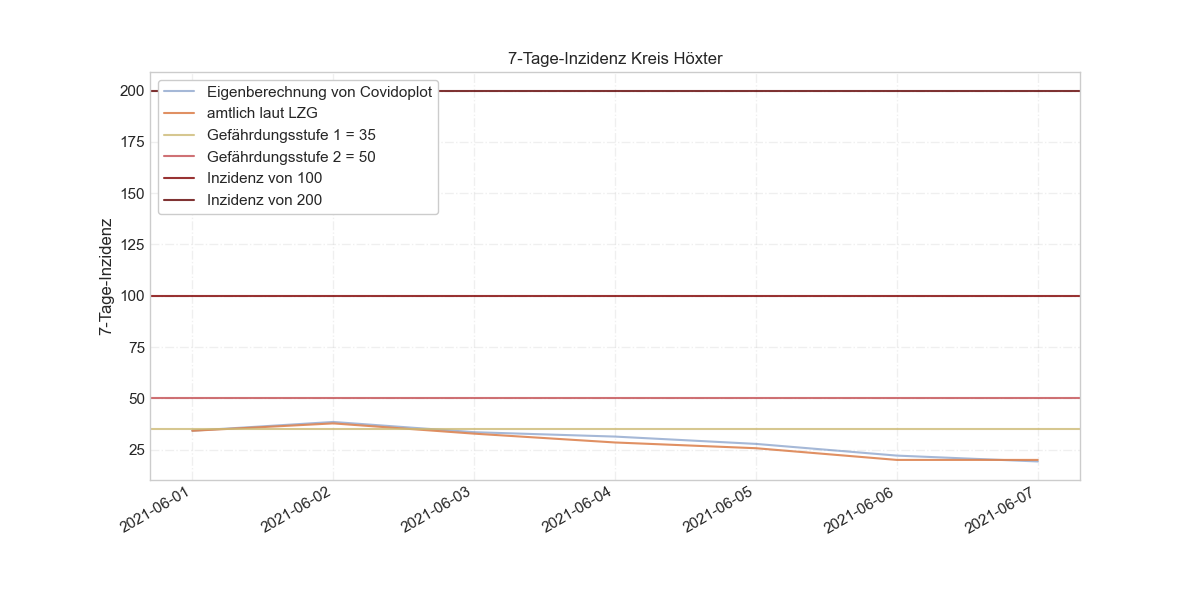 7-Tage-Inzidenz Kreis Höxter
200
175
150
125
100
75
50
25
7-Tage-Inzidenz
Eigenberechnung von Covidoplot
amtlich laut LZG
Gefährdungsstufe 1 = 35
Gefährdungsstufe 2 = 50
Inzidenz von 100
Inzidenz von 200
2021-06-01
2021-06-02
2021-06-03
2021-06-04
2021-06-05
2021-06-06
2021-06-07